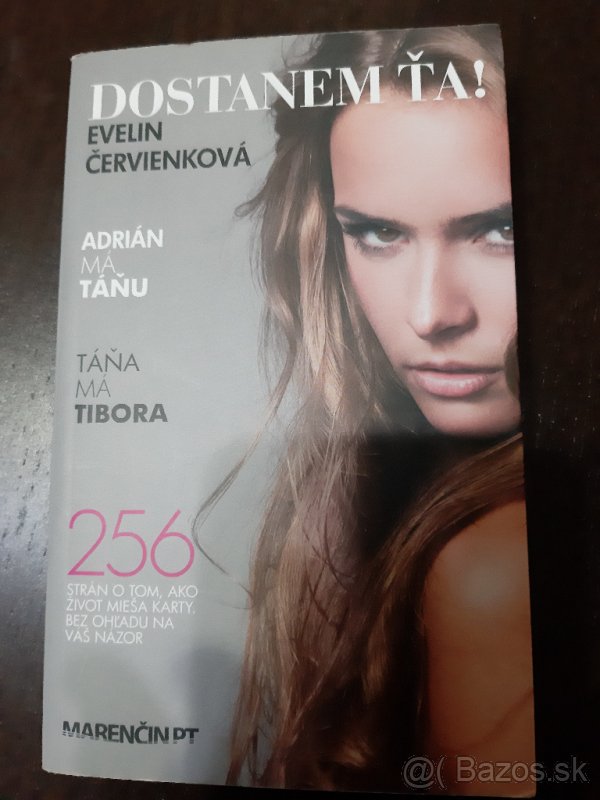 DOSTANEM ŤA!
EVELIN
ČERVIENKOVÁ
ADRIÁN
MÁ
TÁŇU
TÁŇA
MÁ
TIBORA
256
STRÁN O TOM, AKO
ŽIVOT MIEŠA KARTY.
BEZ OHĽADU NA
VÁŠ NÁZOR
MARENČIN PT
@( Bazos.sk